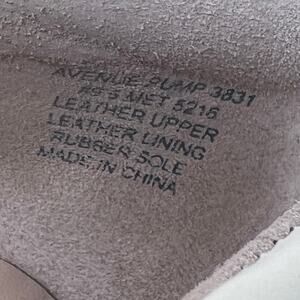 AVENUE PUMP 3831
MET 5216
LEATHER UPPER
LEATHER LINING
RUBBER SOLE
MADE IN CHINA